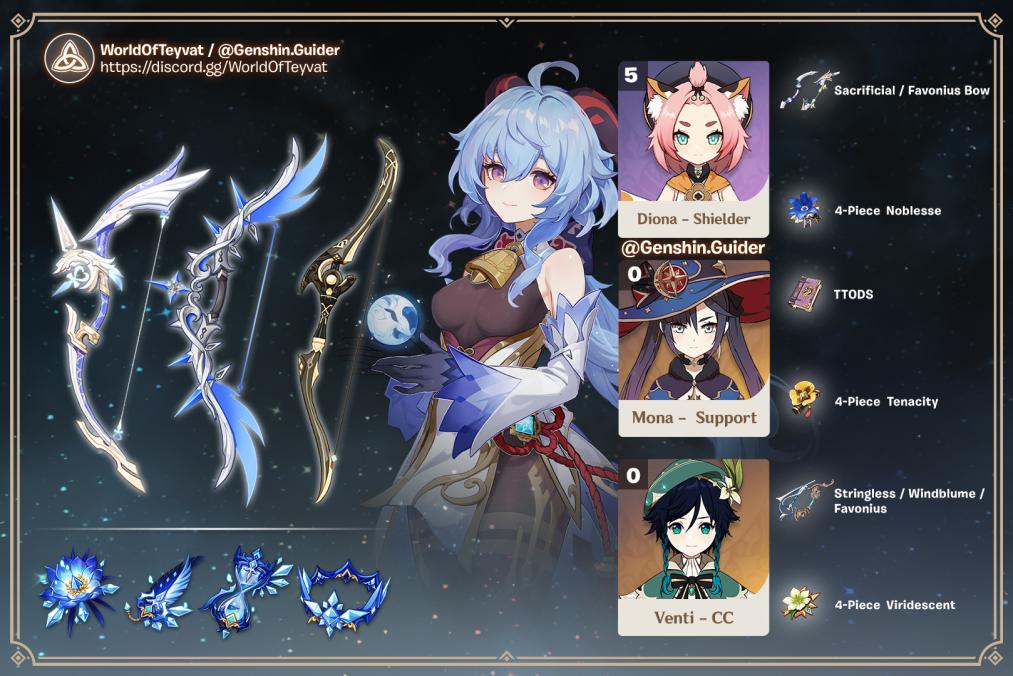 WorldOfTeyvat / @Genshin.Guider
https://discord.gg/WorldOfTeyvat
5
Diona - Shielder
Sacrificial / Favonius Bow
4-Piece Noblesse
@Genshin.Guider
0
Mona - Support
TTODS
4-Piece Tenacity
0
Venti - CC
Stringless / Windblume /
Favonius
4-Piece Viridescent